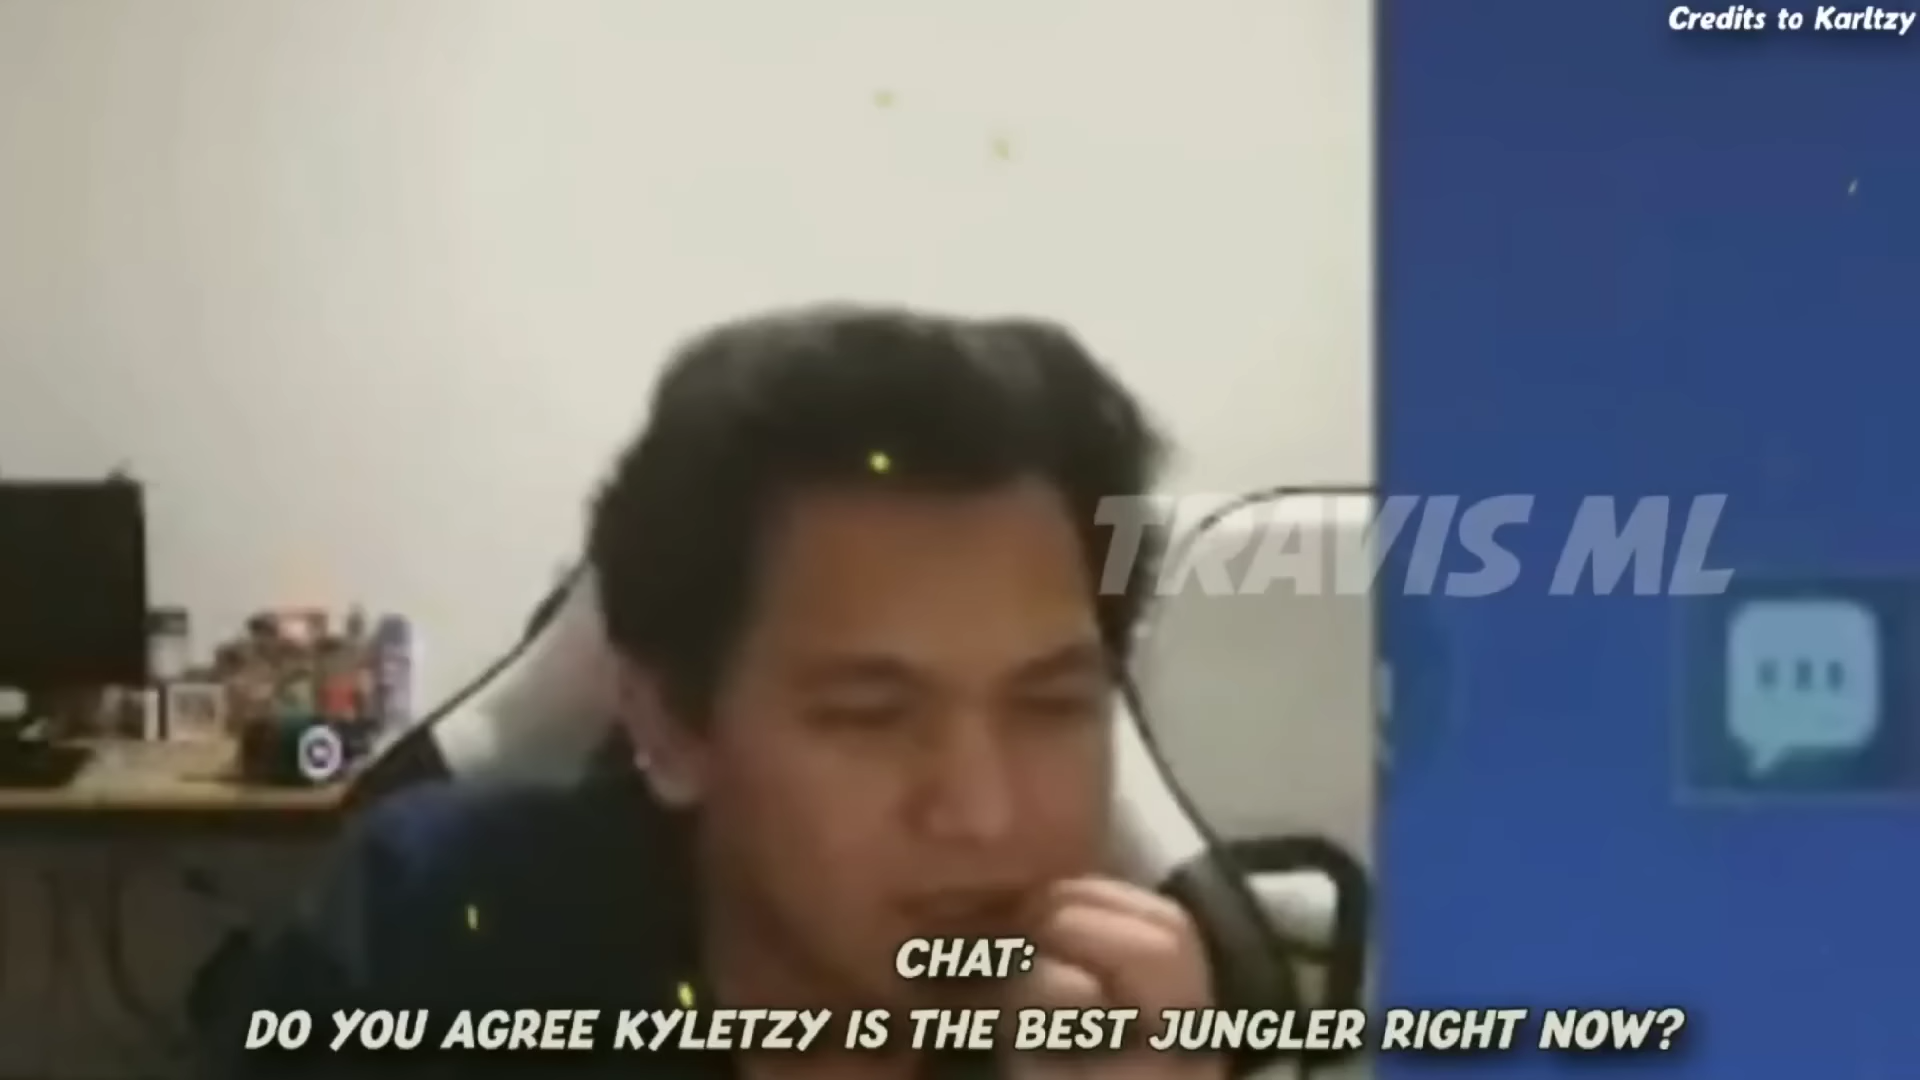 Credits to Karltzy
TRAVIS ML
CHAT:
DO YOU AGREE KYLETZY IS THE BEST JUNGLER RIGHT NOW?